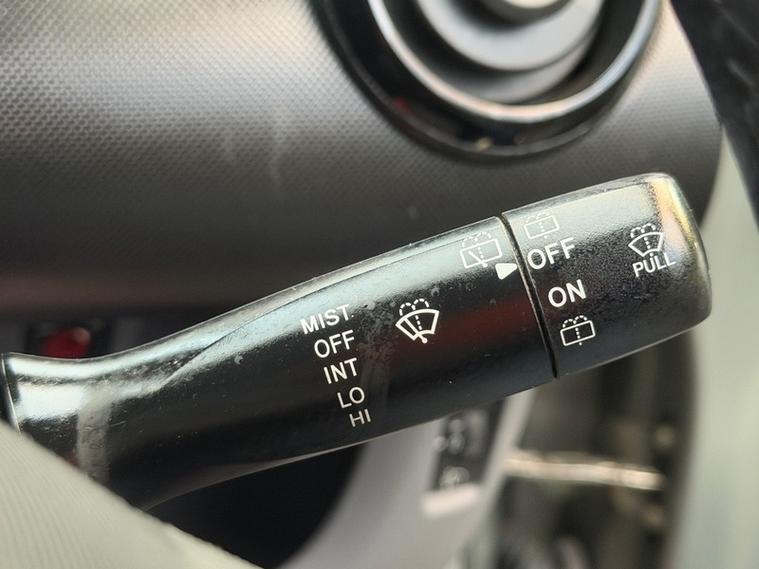 MIST
OFF
INT
LO
HI
OFF
ON
PULL